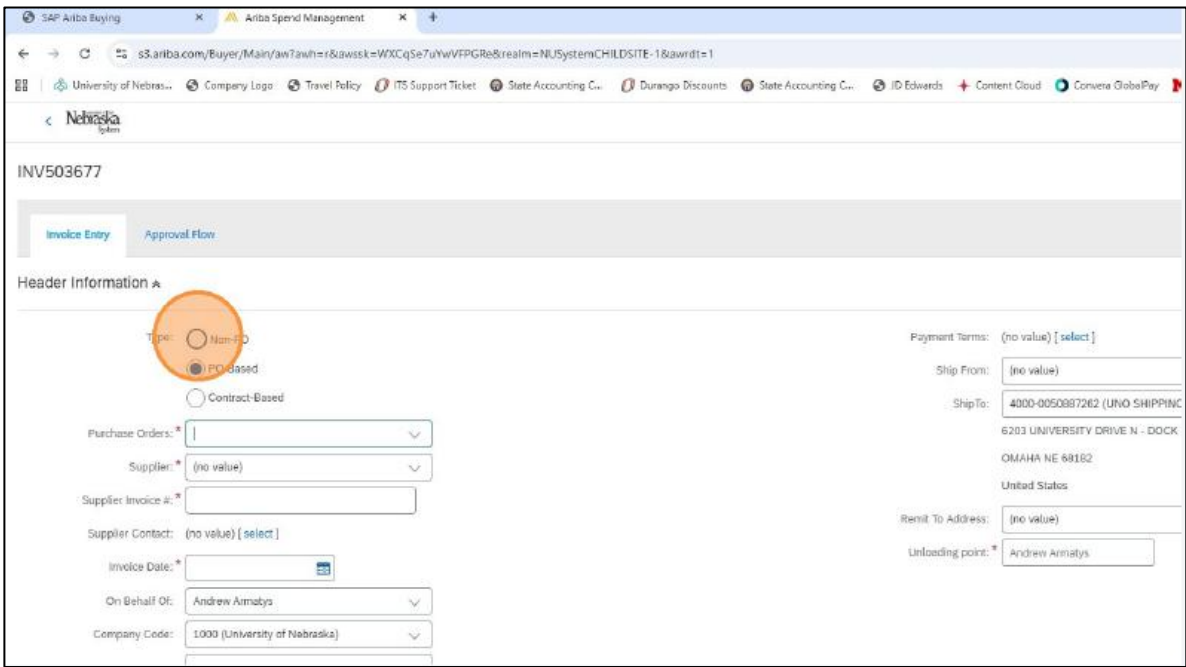 SAP Ariba Buying
Ariba Spend Management
s3.ariba.com/Buyer/Main/aw?awh=r&awssk=WXCqSe7uYwVFPGRe&realm=NUSystemCHILDSITE-1&awrdt=1
University of Nebras... Company Logo Travel Policy ITS Support Ticket State Accounting C... Durango Discounts State Accounting C... JD Edwards Content Cloud Convera GlobalPay
Nebraska
System
INV503677
Invoice Entry Approval Flow
Header Information
Type: Non-PO
PO-Based
Contract-Based
Purchase Orders: *
Supplier: * (no value)
Supplier Invoice #: *
Supplier Contact: (no value) [ select ]
Invoice Date: *
On Behalf Of: Andrew Armatys
Company Code: 1000 (University of Nebraska)
Payment Terms: (no value) [ select ]
Ship From: (no value)
ShipTo: 4000-0050887262 (UNO SHIPPING
6203 UNIVERSITY DRIVE N - DOCK
OMAHA NE 68182
United States
Remit To Address: (no value)
Unloading point: * Andrew Armatys